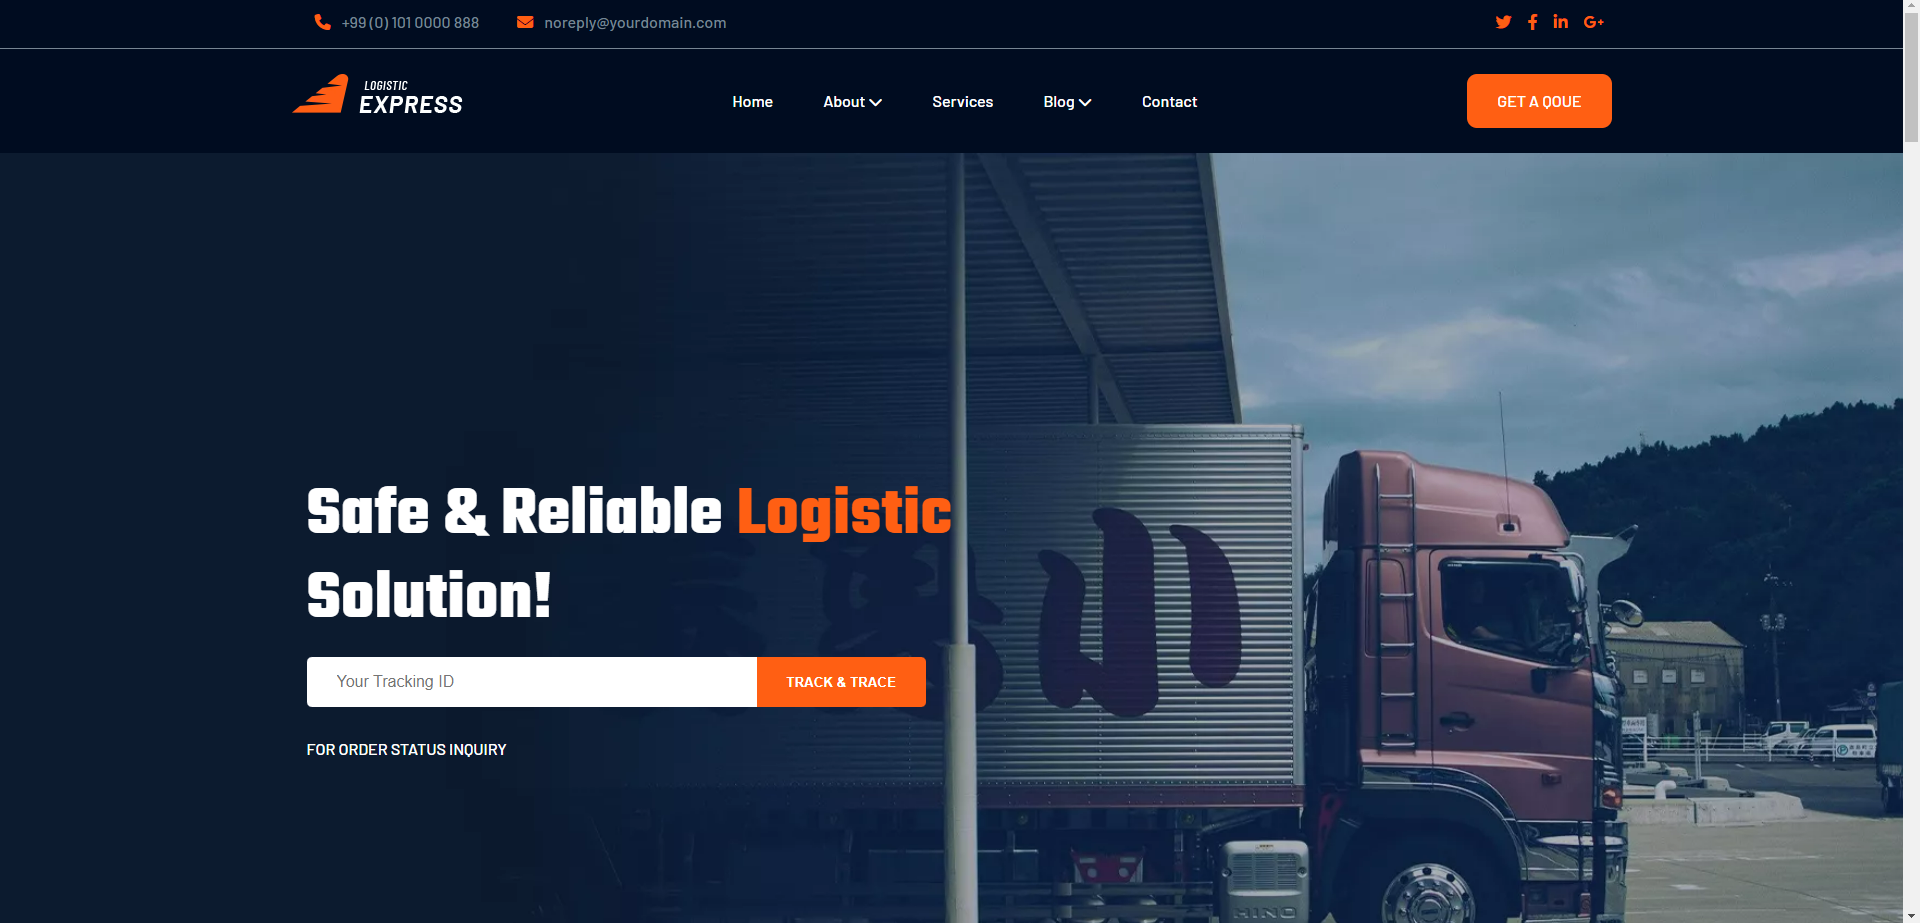 +99 (0) 101 0000 888
noreply@yourdomain.com
LOGISTIC
EXPRESS
Home
About
Services
Blog
Contact
GET A QOUE
Safe & Reliable Logistic
Solution!
Your Tracking ID
TRACK & TRACE
FOR ORDER STATUS INQUIRY
HINO